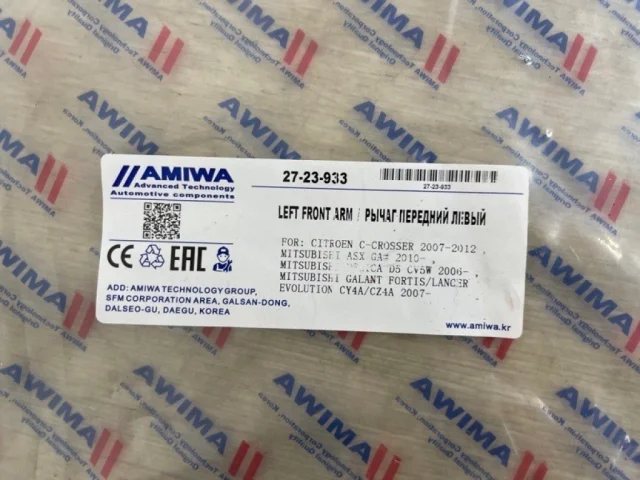 AMIWA
Advanced Technology
Automotive components
27-23-933
27-23-933
LEFT FRONT ARM / РЫЧАГ ПЕРЕДНИЙ ЛЕВЫЙ
FOR: CITROEN C-CROSSER 2007-2012 ,
MITSUBISHI ASX GA# 2010- ,
D5 CV5W 2006- ,
MITSUBISHI GALANT FORTIS/LANCER
EVOLUTION CY4A/CZ4A 2007-
CE
EAC
ADD: AMIWA TECHNOLOGY GROUP,
SFM CORPORATION AREA, GALSAN-DONG,
DALSEO-GU, DAEGU, KOREA
www.amiwa.kr